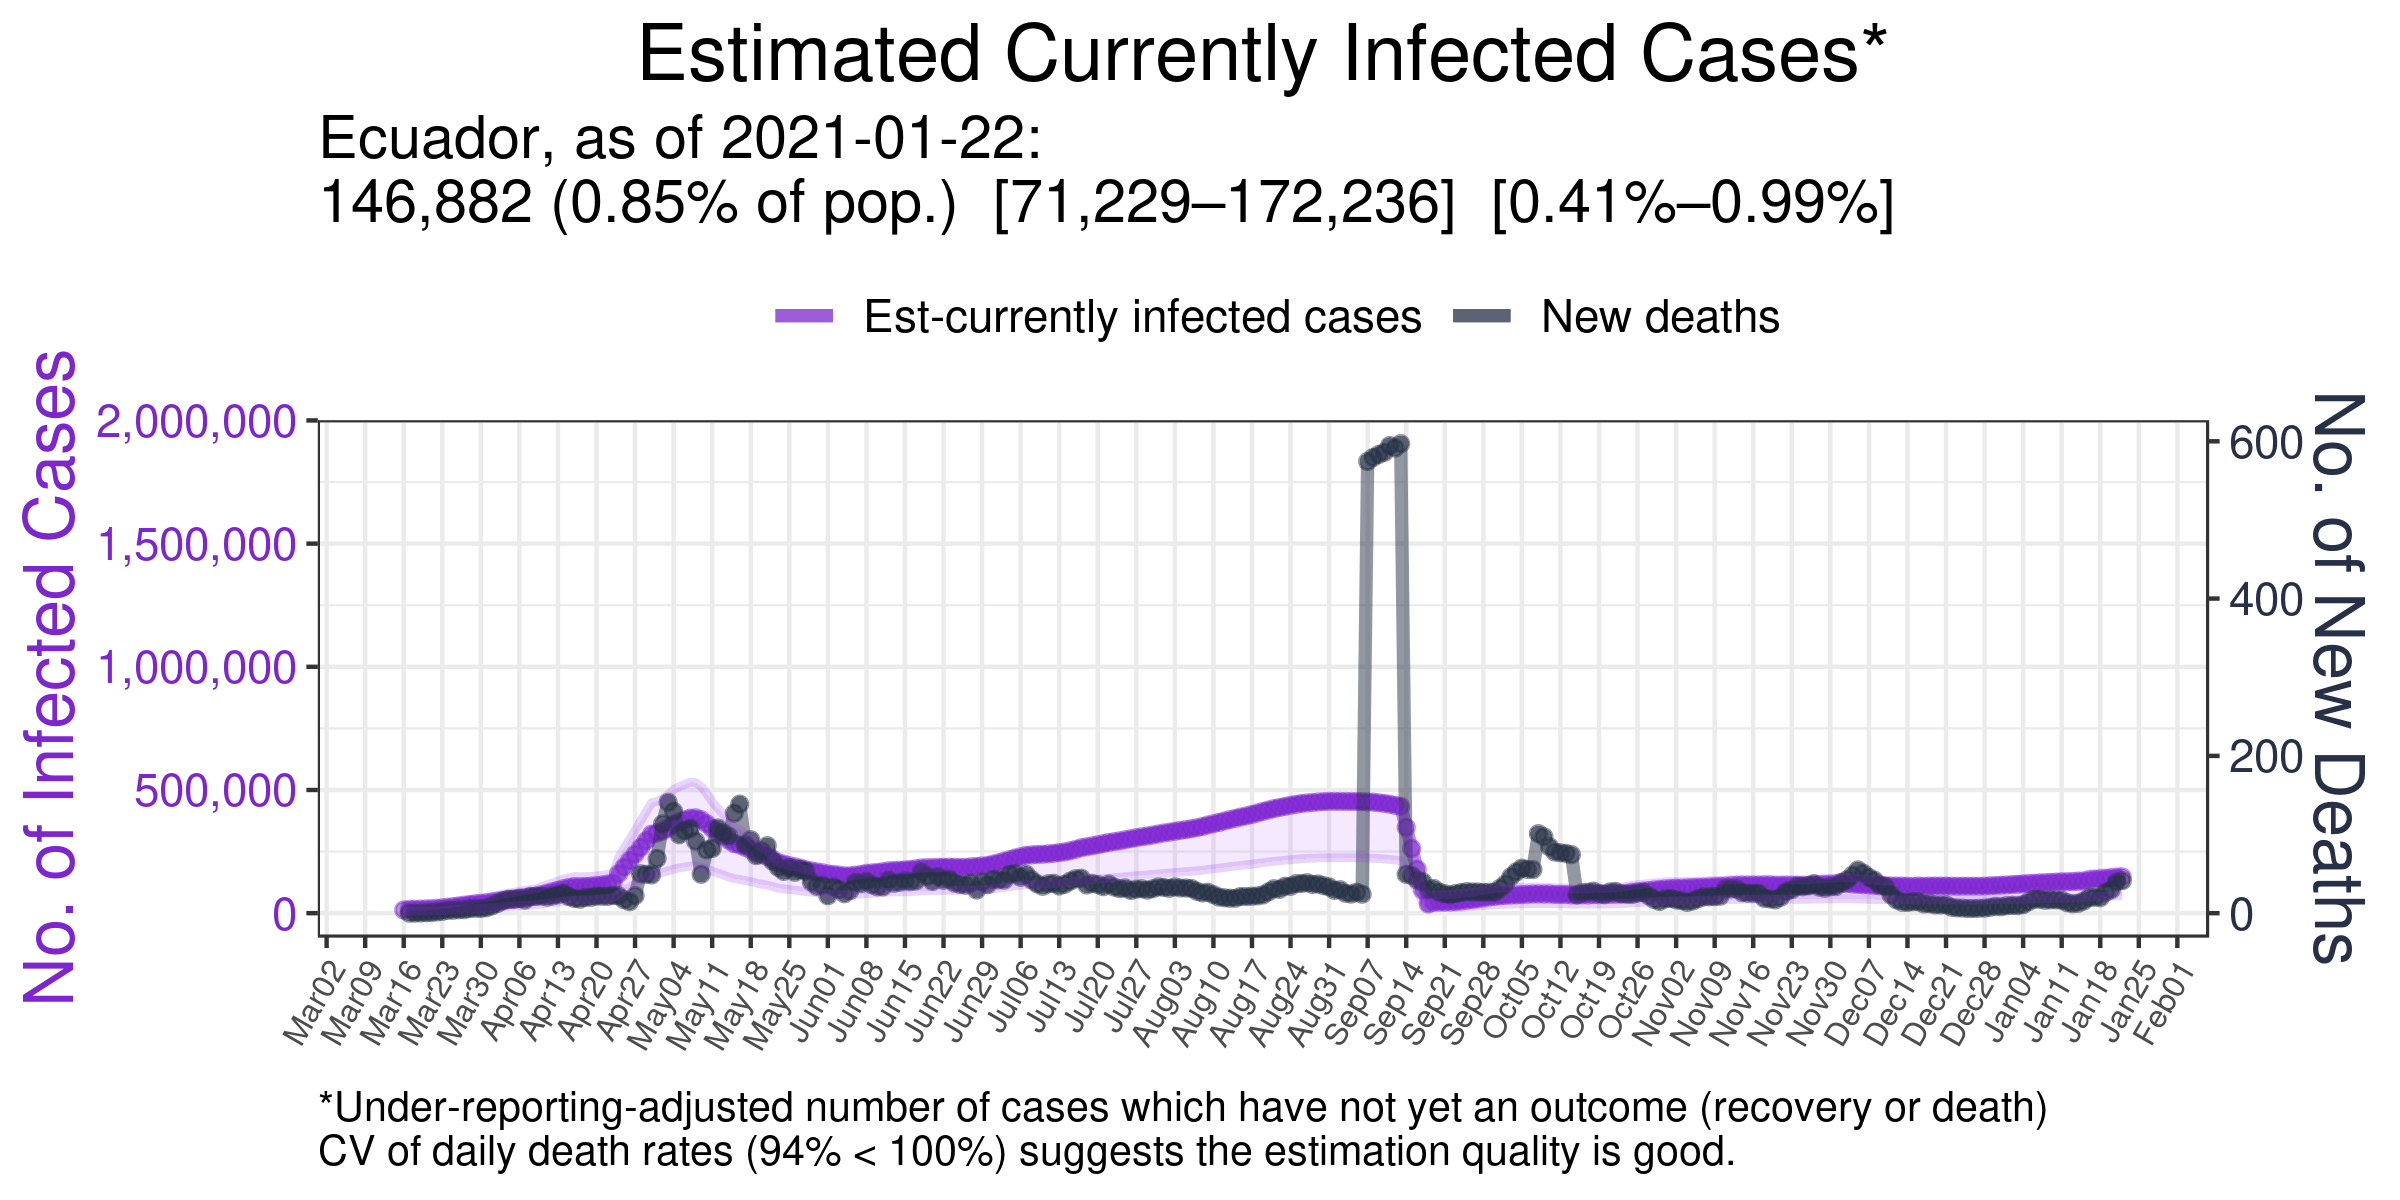 Estimated Currently Infected Cases*
Ecuador, as of 2021-01-22:
146,882 (0.85% of pop.) [71,229–172,236] [0.41%–0.99%]
Est-currently infected cases
New deaths
No. of Infected Cases
2,000,000
1,500,000
1,000,000
500,000
0
600
400
200
0
No. of New Deaths
Mar02
Mar09
Mar16
Mar23
Mar30
Apr06
Apr13
Apr20
Apr27
May04
May11
May18
May25
Jun01
Jun08
Jun15
Jun22
Jun29
Jul06
Jul13
Jul20
Jul27
Aug03
Aug10
Aug17
Aug24
Aug31
Sep07
Sep14
Sep21
Sep28
Oct05
Oct12
Oct19
Oct26
Nov02
Nov09
Nov16
Nov23
Nov30
Dec07
Dec14
Dec21
Dec28
Jan04
Jan11
Jan18
Jan25
Feb01
*Under-reporting-adjusted number of cases which have not yet an outcome (recovery or death)
CV of daily death rates (94% < 100%) suggests the estimation quality is good.